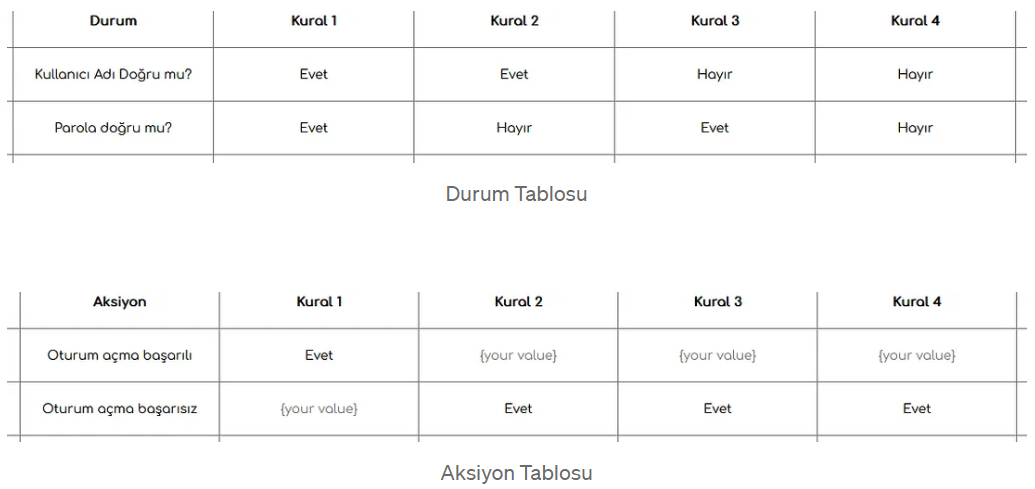 Durum Kural 1 Kural 2 Kural 3 Kural 4
Kullanıcı Adı Doğru mu? Evet Evet Hayır Hayır
Parola doğru mu? Evet Hayır Evet Hayır
Durum Tablosu
Aksiyon Kural 1 Kural 2 Kural 3 Kural 4
Oturum açma başarılı Evet {your value} {your value} {your value}
Oturum açma başarısız {your value} Evet Evet Evet
Aksiyon Tablosu